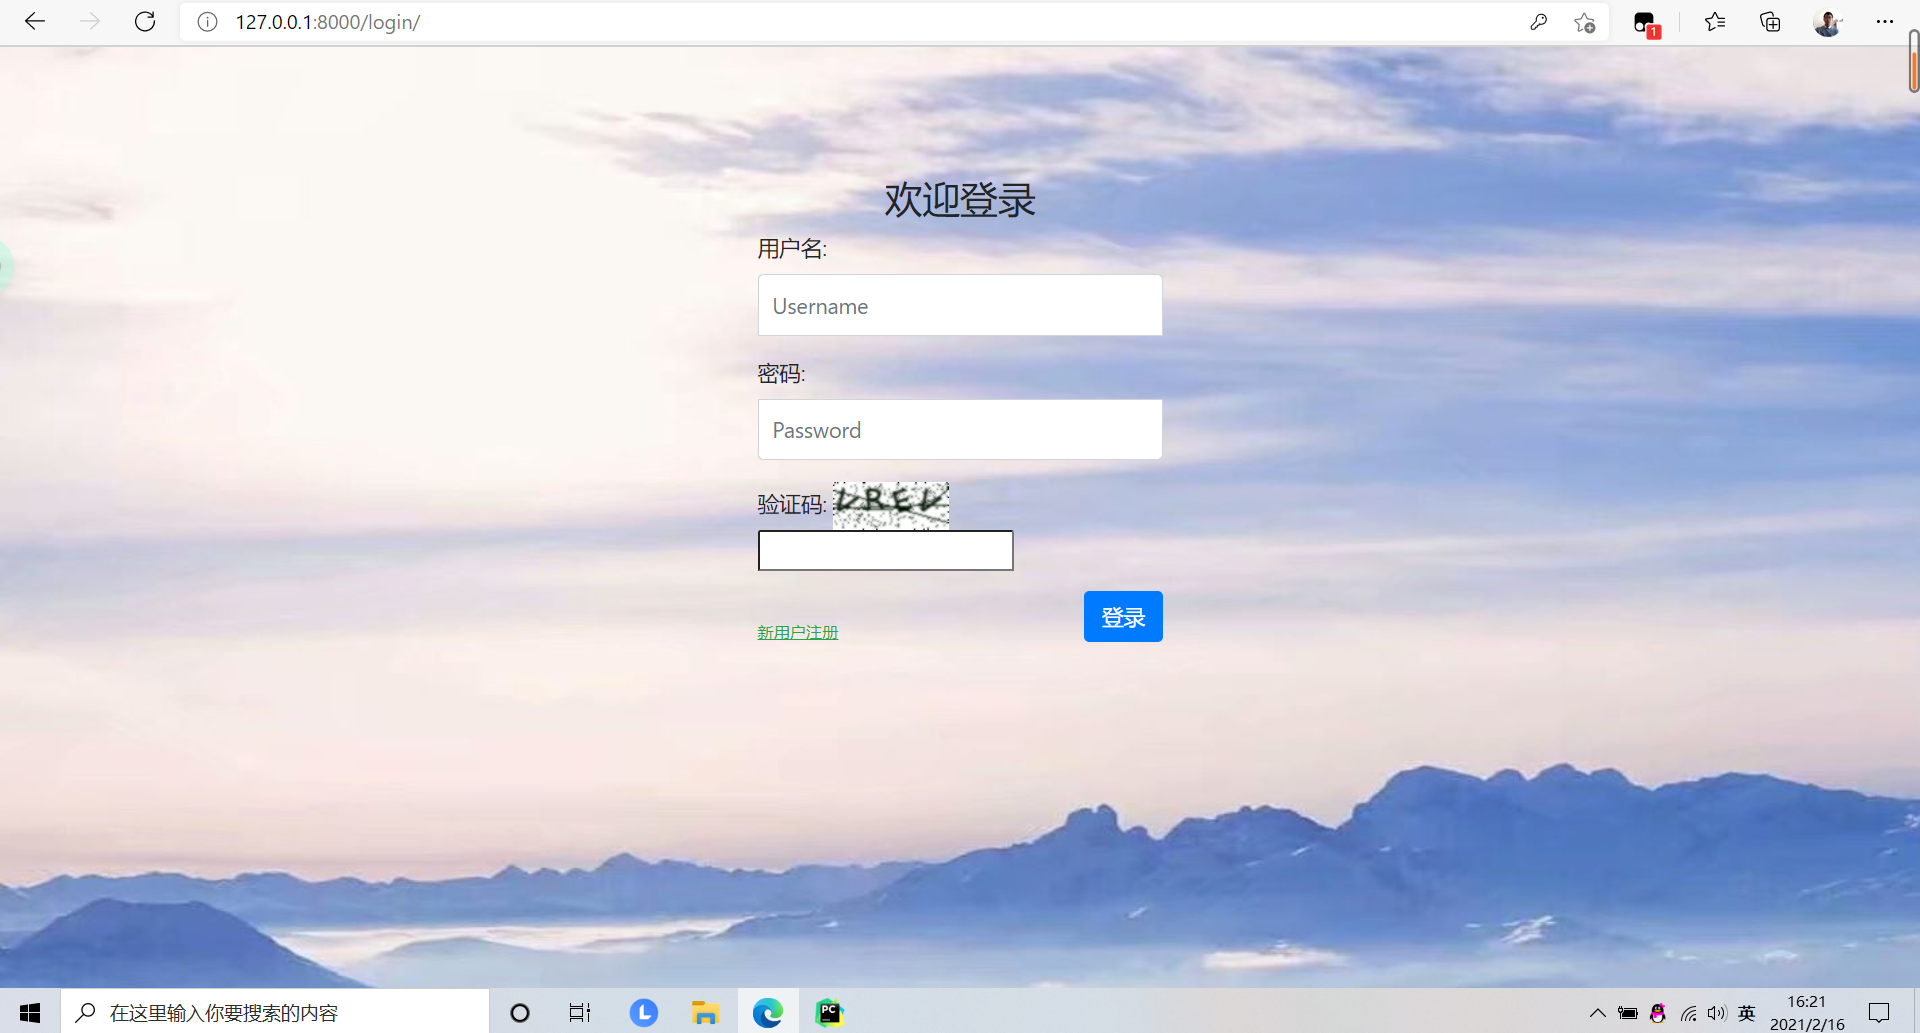 127.0.0.1:8000/login/
1
欢迎登录
用户名:
Username
密码:
Password
验证码:
新用户注册
登录
在这里输入你要搜索的内容
L
PC
英
16:21
2021/2/16